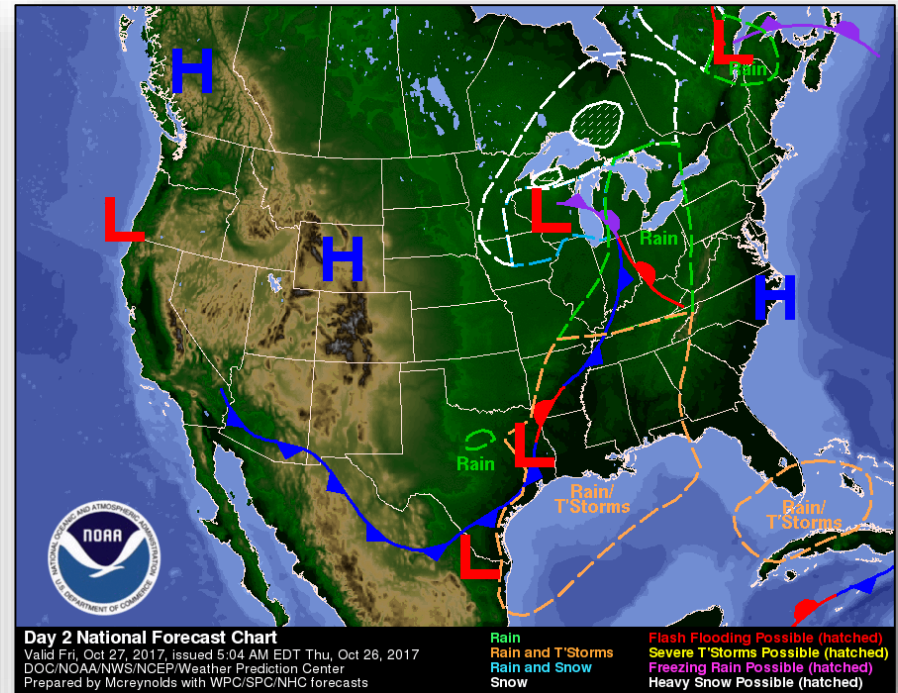 H
L
Rain
L
L
H
Rain
H
L
Rain
Rain/
T'Storms
Rain/
T'Storms
L
NATIONAL OCEANIC AND ATMOSPHERIC ADMINISTRATION
NOAA
U.S. DEPARTMENT OF COMMERCE
Day 2 National Forecast Chart
Valid Fri, Oct 27, 2017, issued 5:04 AM EDT Thu, Oct 26, 2017
DOC/NOAA/NWS/NCEP/Weather Prediction Center
Prepared by Mcreynolds with WPC/SPC/NHC forecasts
Rain
Rain and T'Storms
Rain and Snow
Snow
Flash Flooding Possible (hatched)
Severe T'Storms Possible (hatched)
Freezing Rain Possible (hatched)
Heavy Snow Possible (hatched)